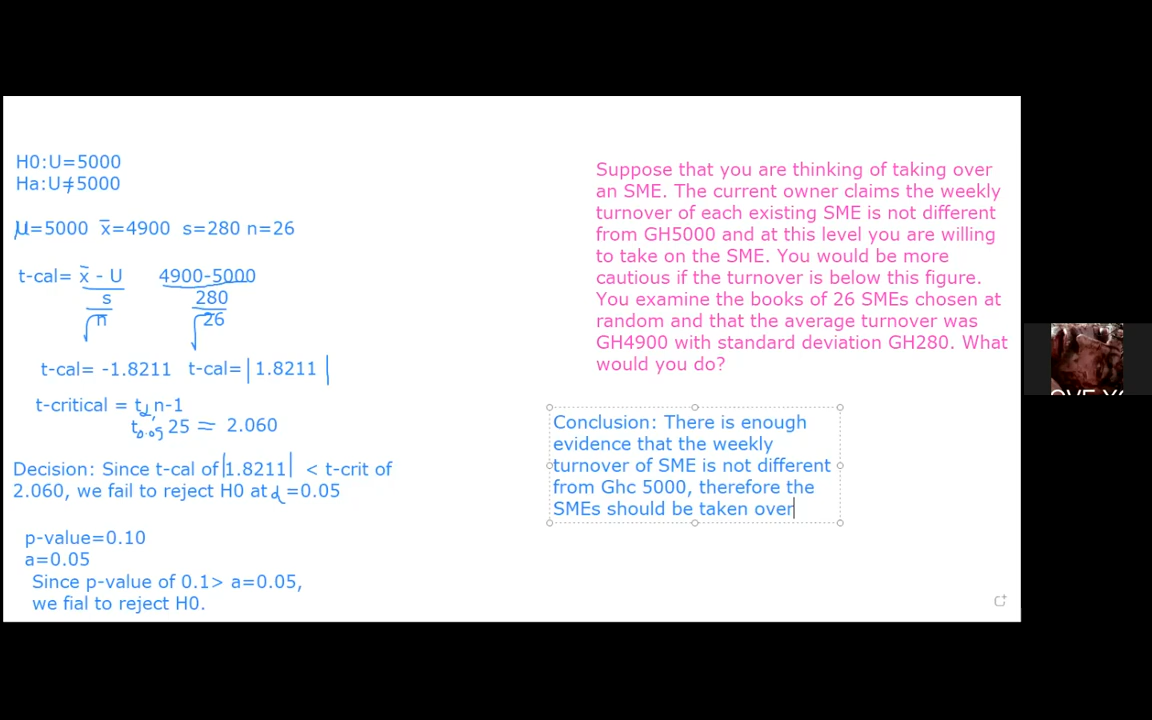 H0:U=5000
Ha:U≠5000
μ=5000 x̄=4900 s=280 n=26
t-cal= x̄ - U 4900-5000
s 280
√n √26
t-cal= -1.8211 t-cal= |1.8211|
t-critical = tα, n-1
t0.05, 25 = 2.060
Decision: Since t-cal of |1.8211| < t-crit of
2.060, we fail to reject H0 at α=0.05
p-value=0.10
a=0.05
Since p-value of 0.1> a=0.05,
we fial to reject H0.
Suppose that you are thinking of taking over
an SME. The current owner claims the weekly
turnover of each existing SME is not different
from GH5000 and at this level you are willing
to take on the SME. You would be more
cautious if the turnover is below this figure.
You examine the books of 26 SMEs chosen at
random and that the average turnover was
GH4900 with standard deviation GH280. What
would you do?
Conclusion: There is enough
evidence that the weekly
turnover of SME is not different
from Ghc 5000, therefore the
SMEs should be taken over